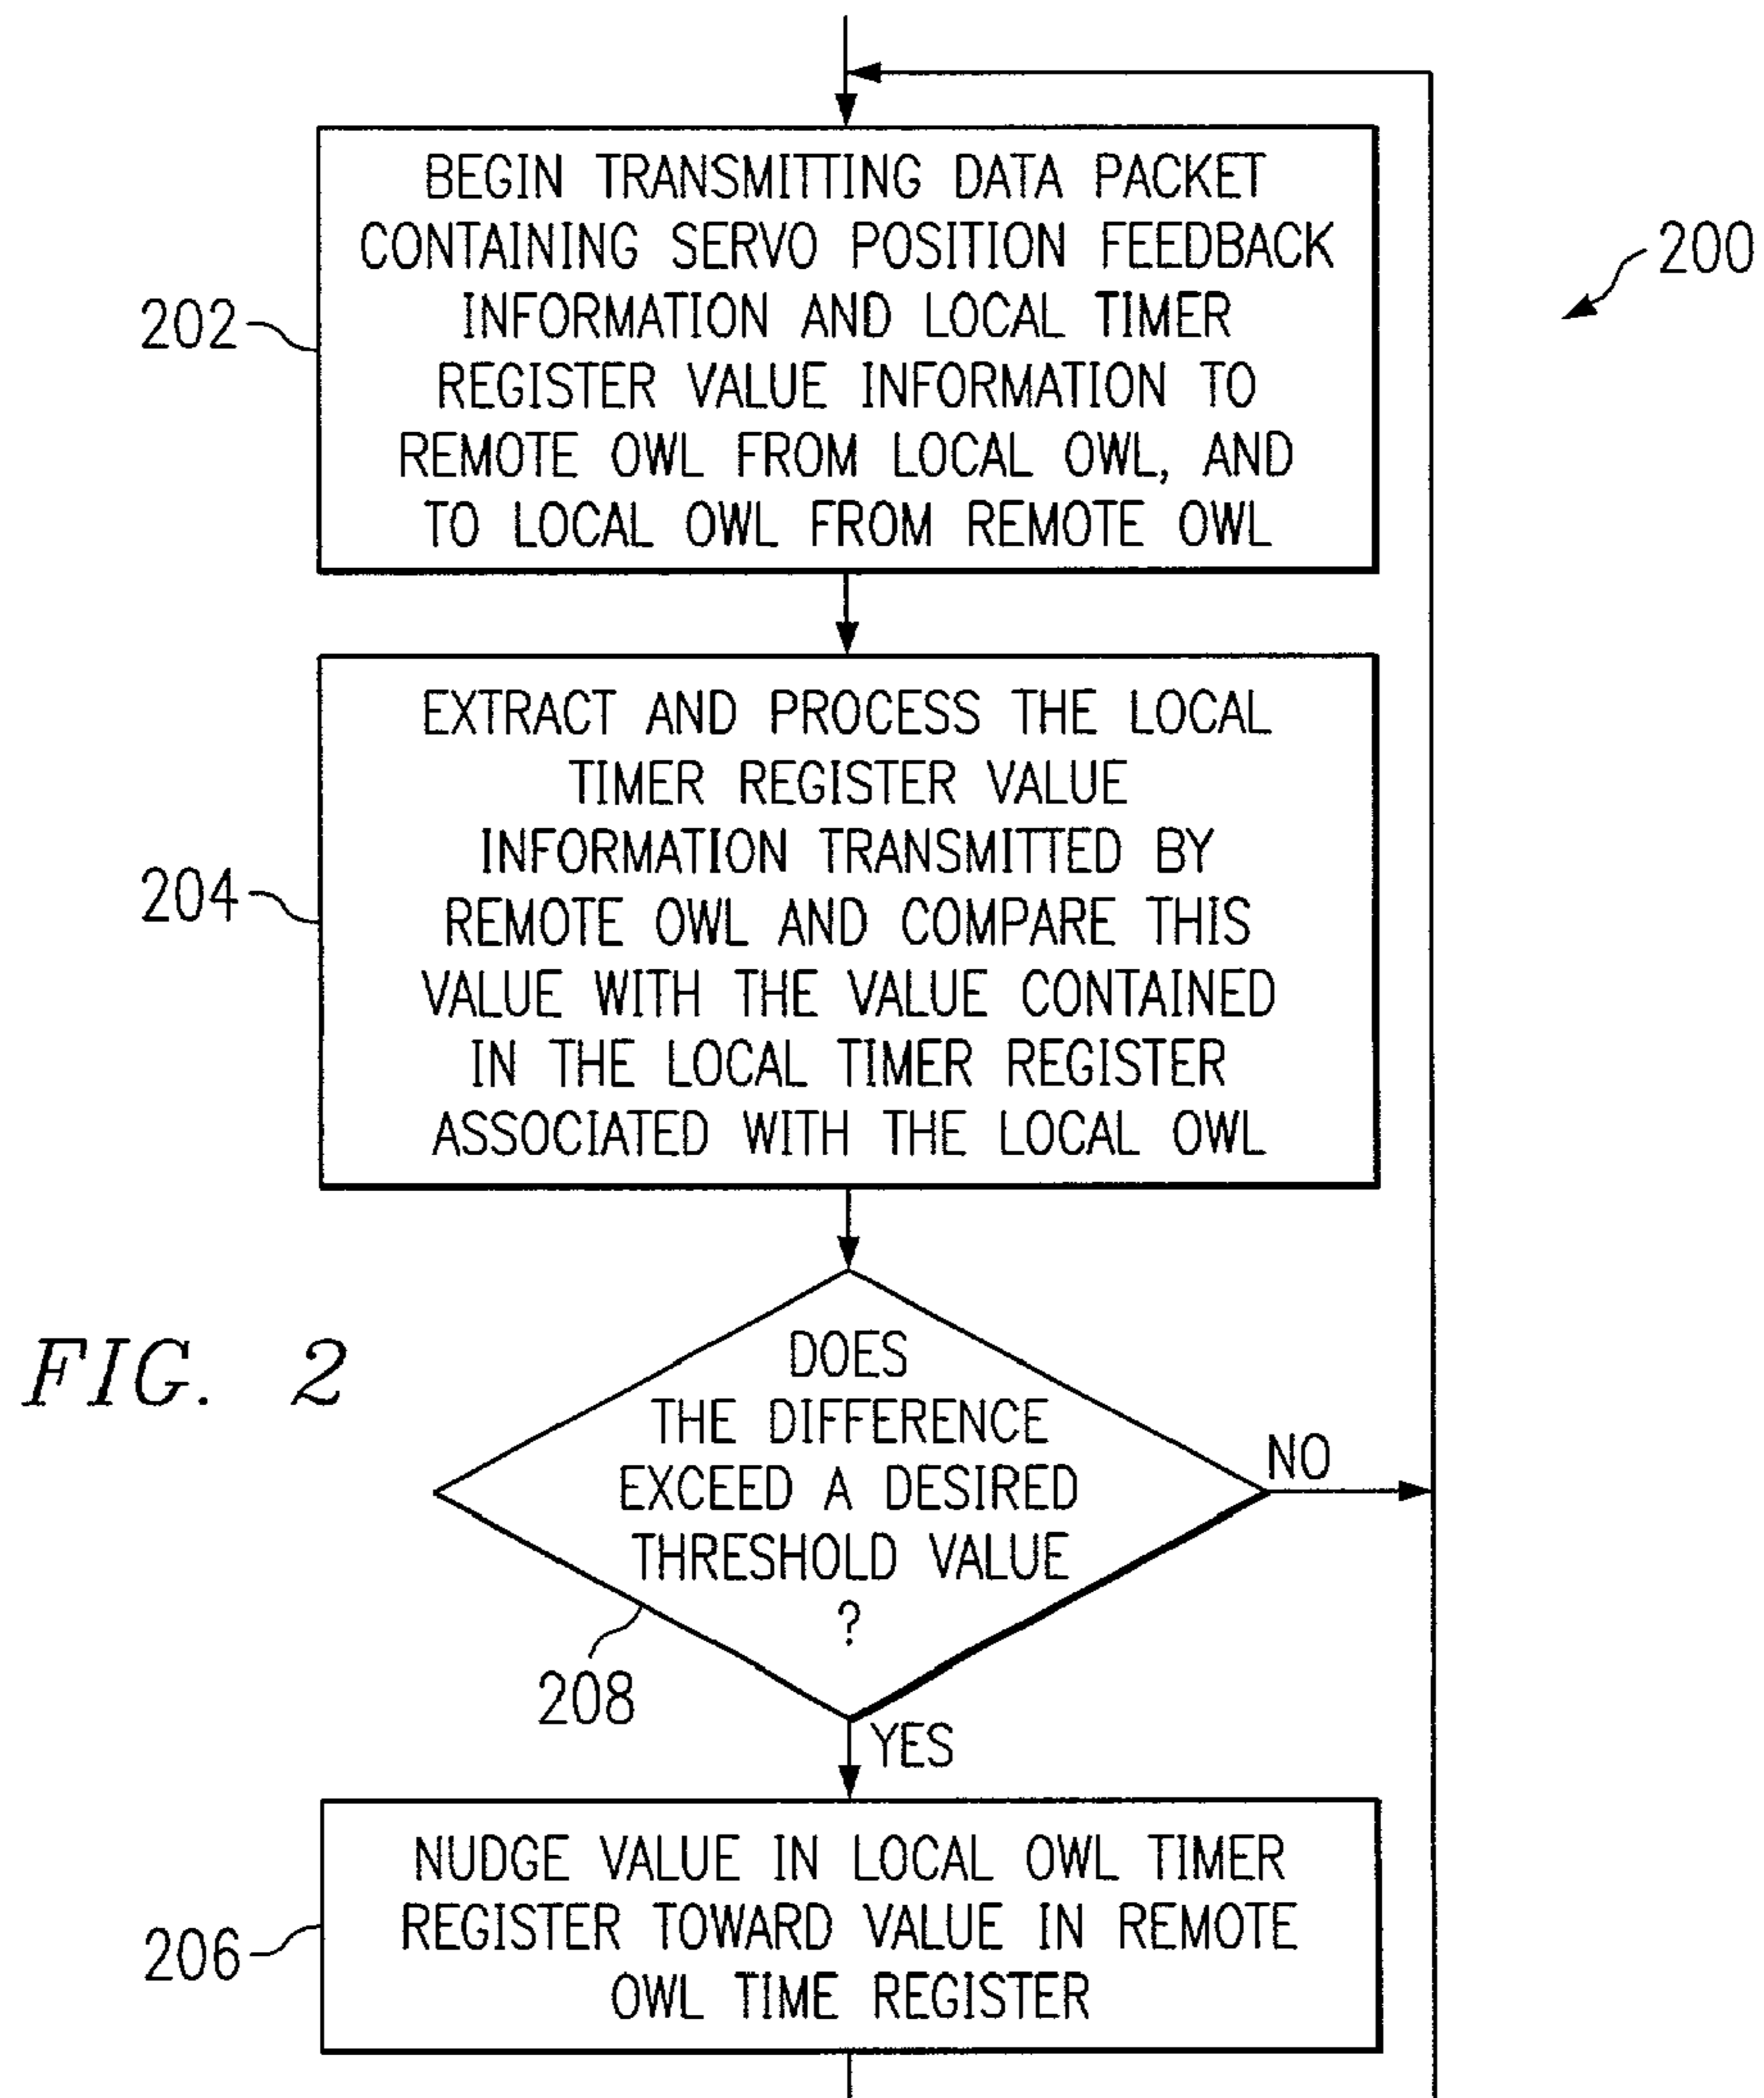 BEGIN TRANSMITTING DATA PACKET
CONTAINING SERVO POSITION FEEDBACK
INFORMATION AND LOCAL TIMER
REGISTER VALUE INFORMATION TO
REMOTE OWL FROM LOCAL OWL, AND
TO LOCAL OWL FROM REMOTE OWL
200
202
EXTRACT AND PROCESS THE LOCAL
TIMER REGISTER VALUE
INFORMATION TRANSMITTED BY
REMOTE OWL AND COMPARE THIS
VALUE WITH THE VALUE CONTAINED
IN THE LOCAL TIMER REGISTER
ASSOCIATED WITH THE LOCAL OWL
204
FIG. 2
DOES
THE DIFFERENCE
EXCEED A DESIRED
THRESHOLD VALUE
?
NO
208
YES
NUDGE VALUE IN LOCAL OWL TIMER
REGISTER TOWARD VALUE IN REMOTE
OWL TIME REGISTER
206